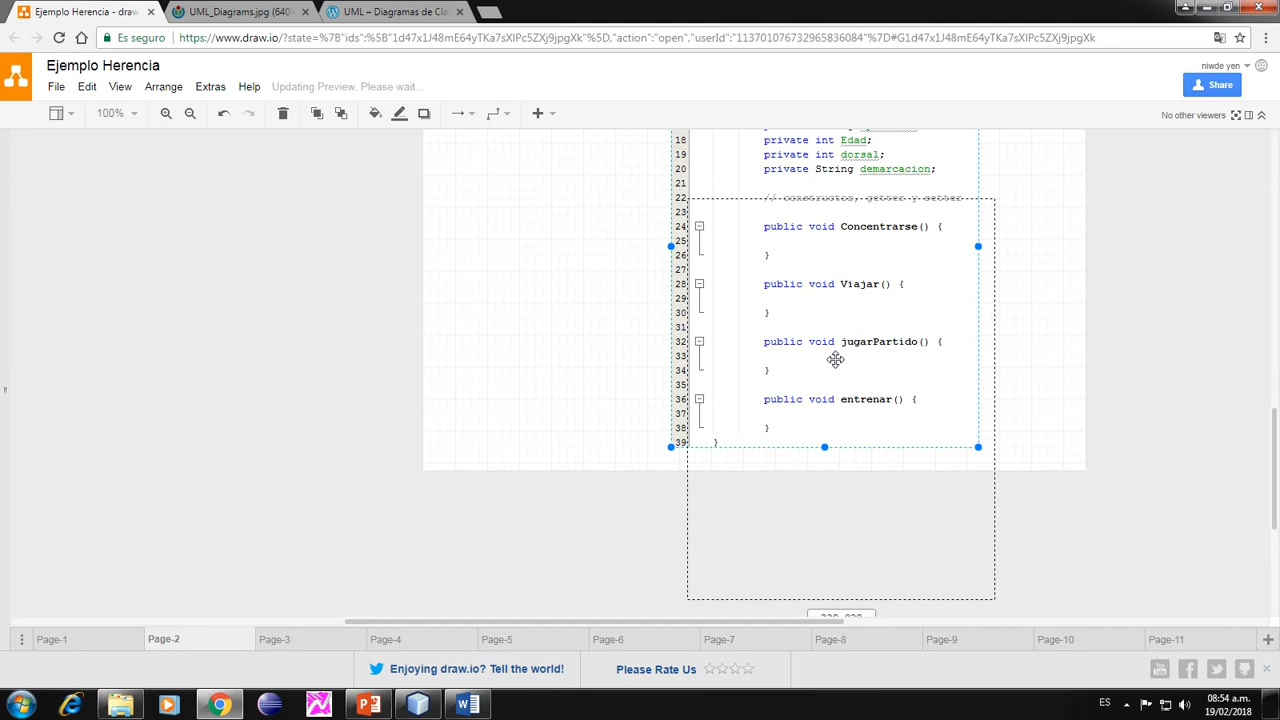 Ejemplo Herencia - draw
UML_Diagrams.jpg (640×
UML – Diagramas de Cla
Es seguro
https://www.draw.io/?state=%7B"ids":%5B"1d47x1J48mE64yTKa7sXIPc5ZXj9jpgXk"%5D,"action":"open","userId":"113701076732965836084"%7D#G1d47x1J48mE64yTKa7sXIPc5ZXj9jpgXk
Ejemplo Herencia
niwde yen
File Edit View Arrange Extras Help Updating Preview. Please wait...
Share
100%
No other viewers
18 private int Edad;
19 private int dorsal;
20 private String demarcacion;
21
22 // constructor, getter y setter
23
24 public void Concentrarse() {
25
26 }
27
28 public void Viajar() {
29
30 }
31
32 public void jugarPartido() {
33
34 }
35
36 public void entrenar() {
37
38 }
39 }
Page-1 Page-2 Page-3 Page-4 Page-5 Page-6 Page-7 Page-8 Page-9 Page-10 Page-11
Enjoying draw.io? Tell the world!
Please Rate Us
ES
08:54 a.m.
19/02/2018